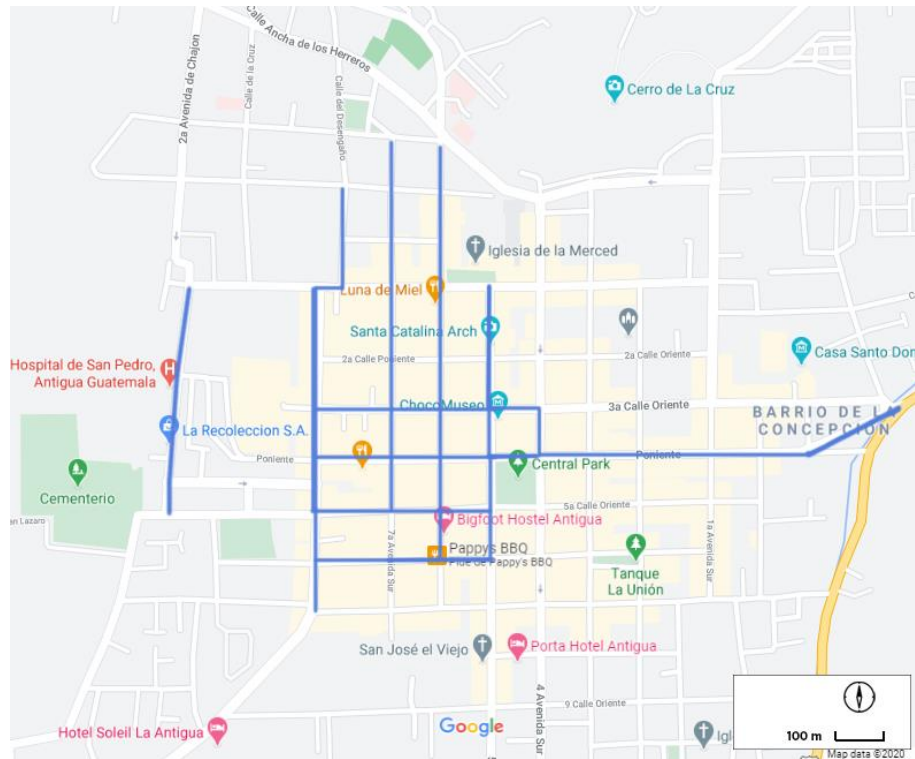 Calle Ancha de los Herreros
2a Avenida de Chajon
Calle de la Cruz
Calle del Desengaño
Cerro de La Cruz
Iglesia de la Merced
Luna de Miel
Santa Catalina Arch
2a Calle Poniente
2a Calle Oriente
Casa Santo Dom
Hospital de San Pedro,
Antigua Guatemala
ChocoMuseo
3a Calle Oriente
BARRIO DE LA
CONCEPCIÓN
La Recoleccion S.A.
Poniente
Poniente
Central Park
Cementerio
5a Calle Oriente
an Lazaro
Bigfoot Hostel Antigua
7a Avenida Sur
1a Avenida Sur
Pappys BBQ
Pide de Pappy's BBQ
Tanque
La Unión
San José el Viejo
Porta Hotel Antigua
4 Avenida Sur
9 Calle Oriente
Hotel Soleil La Antigua
Google
Igl
100 m
Map data ©2020